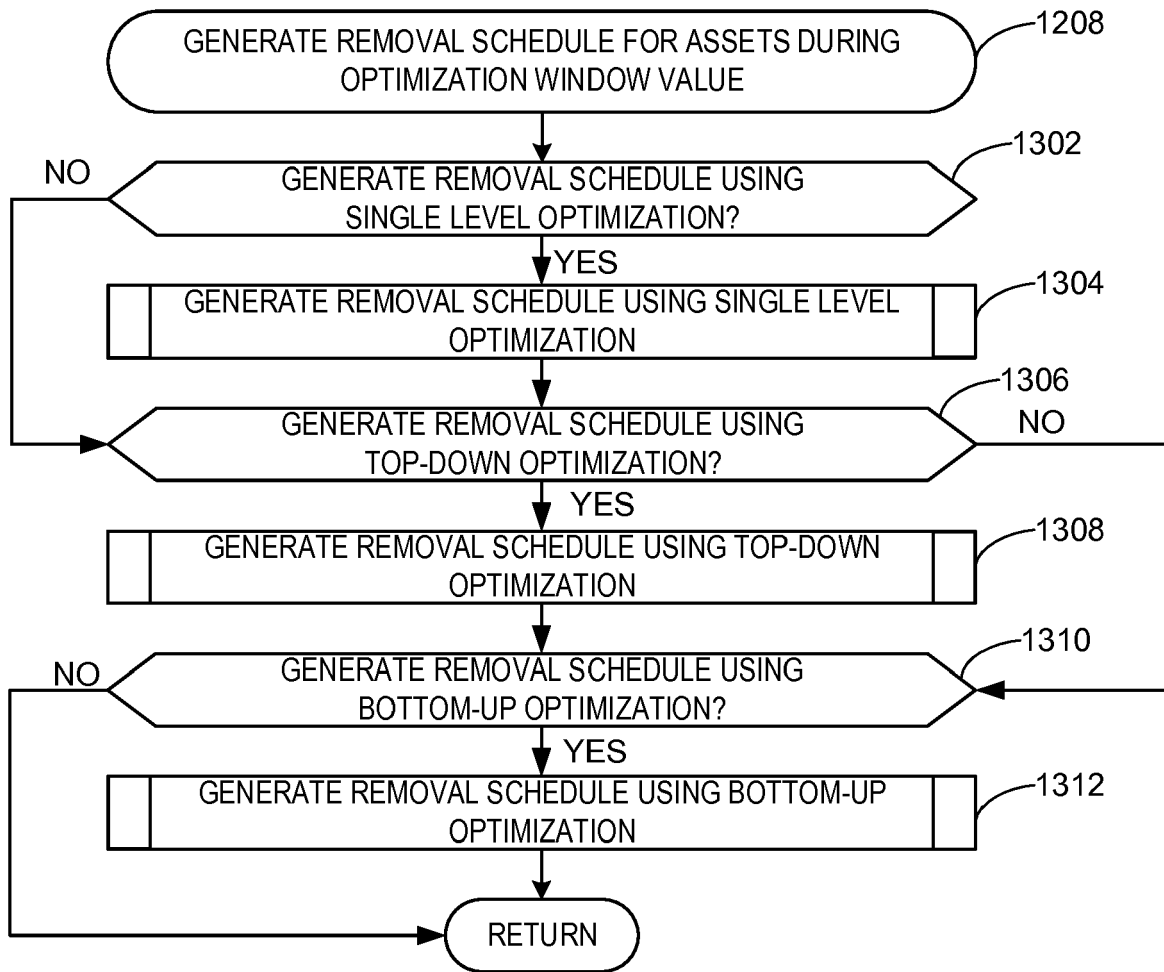 GENERATE REMOVAL SCHEDULE FOR ASSETS DURING
OPTIMIZATION WINDOW VALUE
1208
1302
NO
GENERATE REMOVAL SCHEDULE USING
SINGLE LEVEL OPTIMIZATION?
YES
1304
GENERATE REMOVAL SCHEDULE USING SINGLE LEVEL
OPTIMIZATION
1306
GENERATE REMOVAL SCHEDULE USING
TOP-DOWN OPTIMIZATION?
NO
YES
1308
GENERATE REMOVAL SCHEDULE USING TOP-DOWN
OPTIMIZATION
1310
NO
GENERATE REMOVAL SCHEDULE USING
BOTTOM-UP OPTIMIZATION?
YES
1312
GENERATE REMOVAL SCHEDULE USING BOTTOM-UP
OPTIMIZATION
RETURN